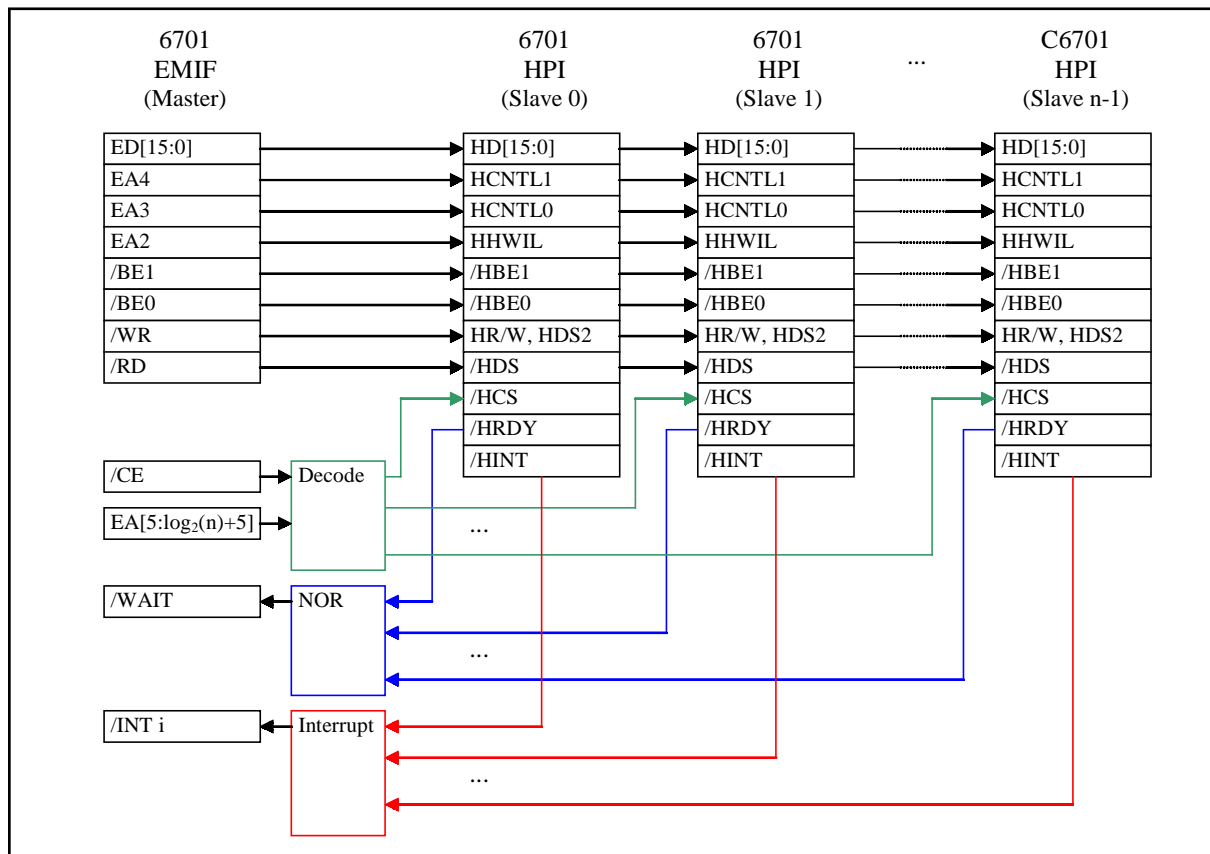 6701
EMIF
(Master)
6701
HPI
(Slave 0)
6701
HPI
(Slave 1)
...
C6701
HPI
(Slave n-1)
ED[15:0]
EA4
EA3
EA2
/BE1
/BE0
/WR
/RD
HD[15:0]
HCNTL1
HCNTL0
HHWIL
/HBE1
/HBE0
HR/W, HDS2
/HDS
/HCS
/HRDY
/HINT
HD[15:0]
HCNTL1
HCNTL0
HHWIL
/HBE1
/HBE0
HR/W, HDS2
/HDS
/HCS
/HRDY
/HINT
HD[15:0]
HCNTL1
HCNTL0
HHWIL
/HBE1
/HBE0
HR/W, HDS2
/HDS
/HCS
/HRDY
/HINT
/CE
EA[5:log₂(n)+5]
Decode
...
/WAIT
NOR
...
/INT i
Interrupt
...